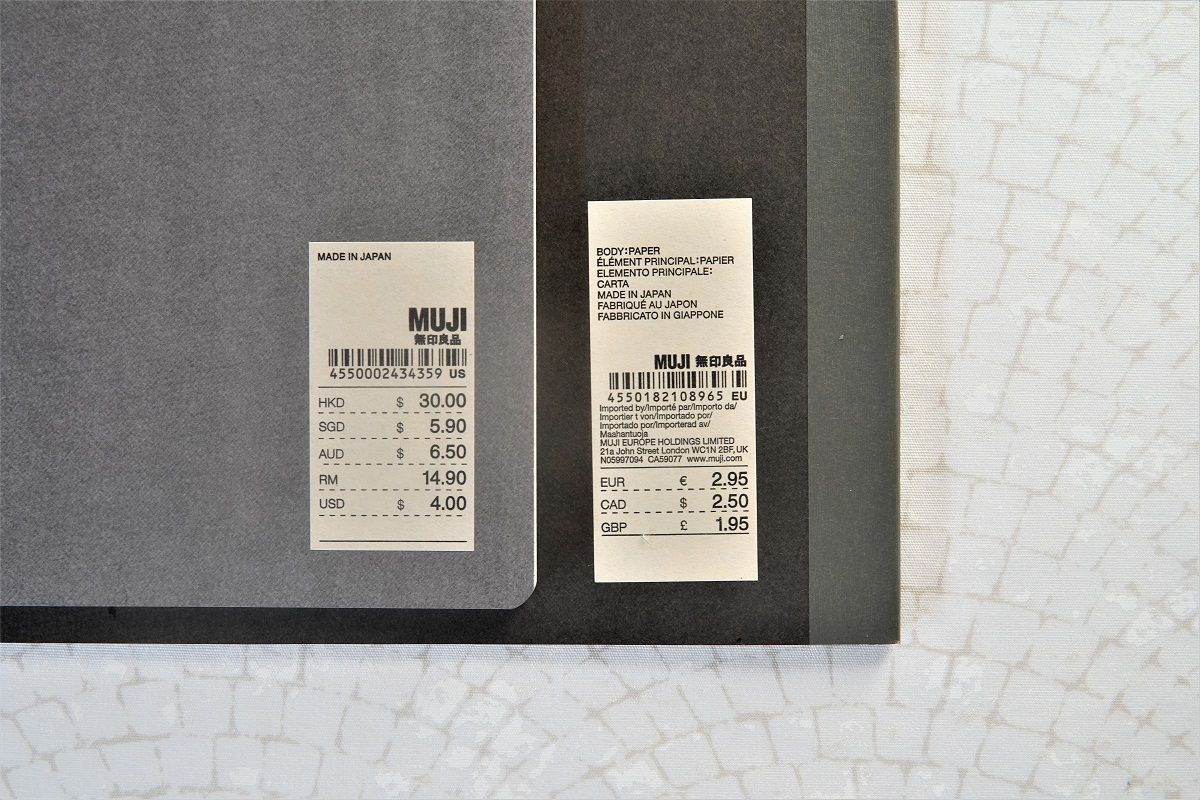 MADE IN JAPAN
MUJI
無印良品
4550002434359 US
HKD $ 30.00
SGD $ 5.90
AUD $ 6.50
RM 14.90
USD $ 4.00
BODY:PAPER
ÉLÉMENT PRINCIPAL:PAPIER
ELEMENTO PRINCIPALE:
CARTA
MADE IN JAPAN
FABRIQUÉ AU JAPON
FABBRICATO IN GIAPPONE
MUJI 無印良品
4550182108965 EU
Imported by/Importé par/Importo da/
Importier t von/Importado por/
Importado por/Importerad av/
Maahantuoja
MUJI EUROPE HOLDINGS LIMITED
21a John Street London WC1N 2BF, UK
N05997094 CA59077 www.muji.com
EUR € 2.95
CAD $ 2.50
GBP £ 1.95